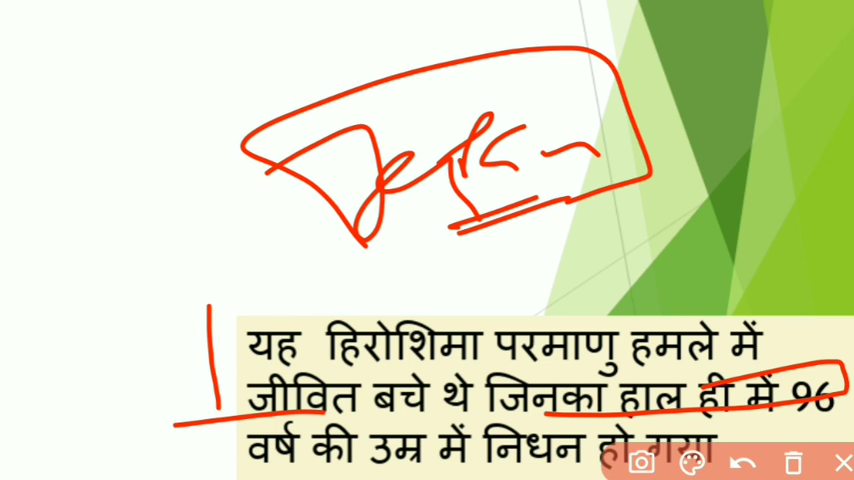 यह हिरोशिमा परमाणु हमले में
जीवित बचे थे जिनका हाल ही में 96
वर्ष की उम्र में निधन हो गया